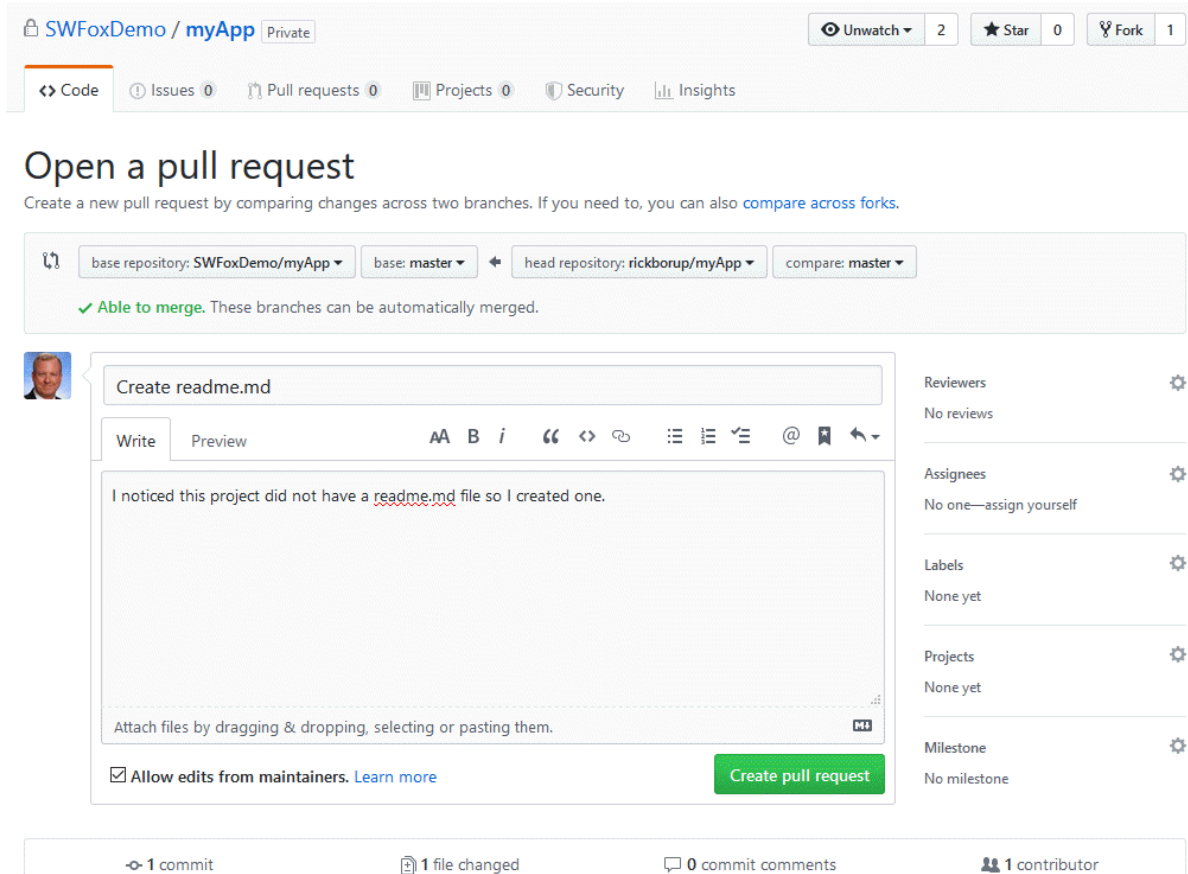 SWFoxDemo / myApp Private
Unwatch 2 Star 0 Fork 1
Code Issues 0 Pull requests 0 Projects 0 Security Insights
Open a pull request
Create a new pull request by comparing changes across two branches. If you need to, you can also compare across forks.
base repository: SWFoxDemo/myApp base: master head repository: rickborup/myApp compare: master
Able to merge. These branches can be automatically merged.
Create readme.md
Write Preview AA B i
I noticed this project did not have a readme.md file so I created one.
Attach files by dragging & dropping, selecting or pasting them.
Allow edits from maintainers. Learn more
Create pull request
Reviewers
No reviews
Assignees
No one—assign yourself
Labels
None yet
Projects
None yet
Milestone
No milestone
1 commit 1 file changed 0 commit comments 1 contributor